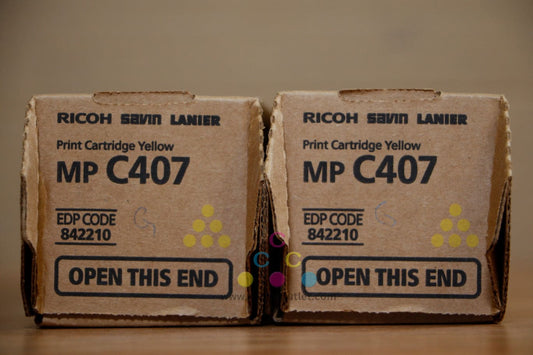 RICOH savin LANIER
Print Cartridge Yellow
MP C407
EDP CODE
842210
OPEN THIS END
RICOH savin LANIER
Print Cartridge Yellow
MP C407
EDP CODE
842210
OPEN THIS END